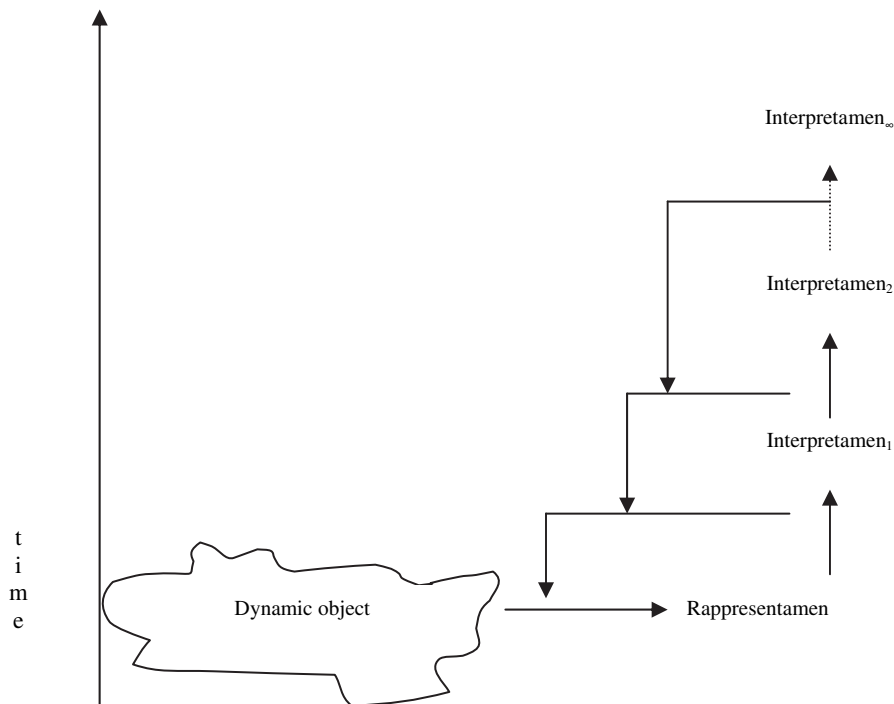 Interpretamen∞
Interpretamen2
Interpretamen1
t
i
m
e
Dynamic object
Rappresentamen